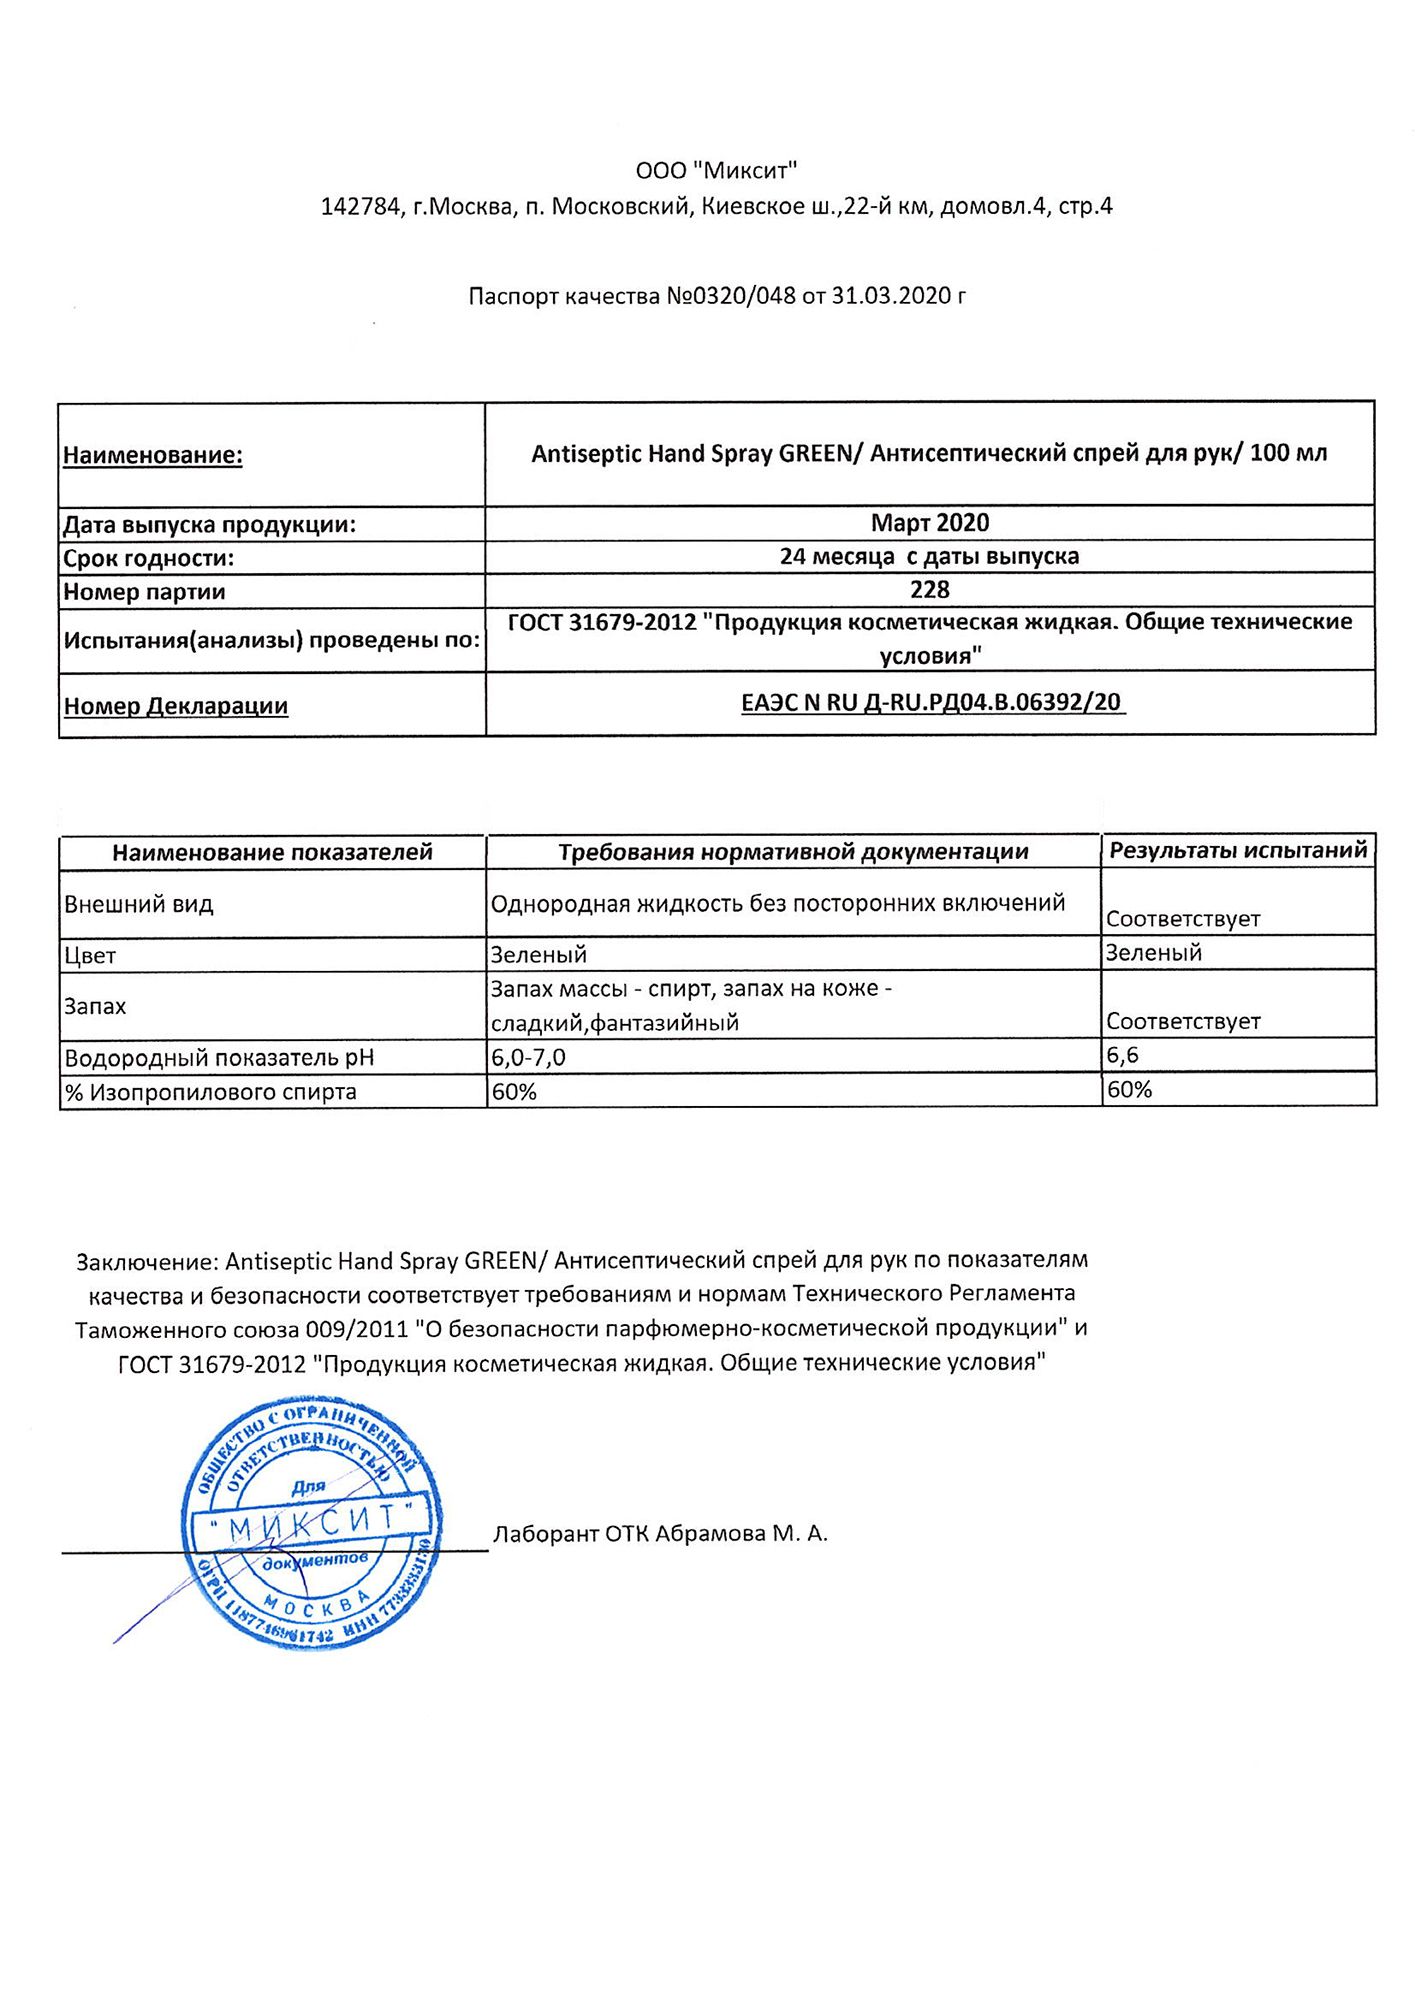 ООО "Миксит"
142784, г.Москва, п. Московский, Киевское ш.,22-й км, домовл.4, стр.4
Паспорт качества №0320/048 от 31.03.2020 г
Наименование: Antiseptic Hand Spray GREEN/ Антисептический спрей для рук/ 100 мл
Дата выпуска продукции: Март 2020
Срок годности: 24 месяца с даты выпуска
Номер партии 228
Испытания(анализы) проведены по: ГОСТ 31679-2012 "Продукция косметическая жидкая. Общие технические
условия"
Номер Декларации ЕАЭС N RU Д-RU.РД04.В.06392/20
Наименование показателей Требования нормативной документации Результаты испытаний
Внешний вид Однородная жидкость без посторонних включений Соответствует
Цвет Зеленый Зеленый
Запах Запах массы - спирт, запах на коже -
сладкий,фантазийный Соответствует
Водородный показатель pH 6,0-7,0 6,6
% Изопропилового спирта 60% 60%
Заключение: Antiseptic Hand Spray GREEN/ Антисептический спрей для рук по показателям
качества и безопасности соответствует требованиям и нормам Технического Регламента
Таможенного союза 009/2011 "О безопасности парфюмерно-косметической продукции" и
ГОСТ 31679-2012 "Продукция косметическая жидкая. Общие технические условия"
ОБЩЕСТВО С ОГРАНИЧЕННОЙ
ОТВЕТСТВЕННОСТЬЮ
Для
"МИКСИТ"
документов
МОСКВА
ОГРН 1187746961742 ИНН 7733333130
Лаборант ОТК Абрамова М. А.